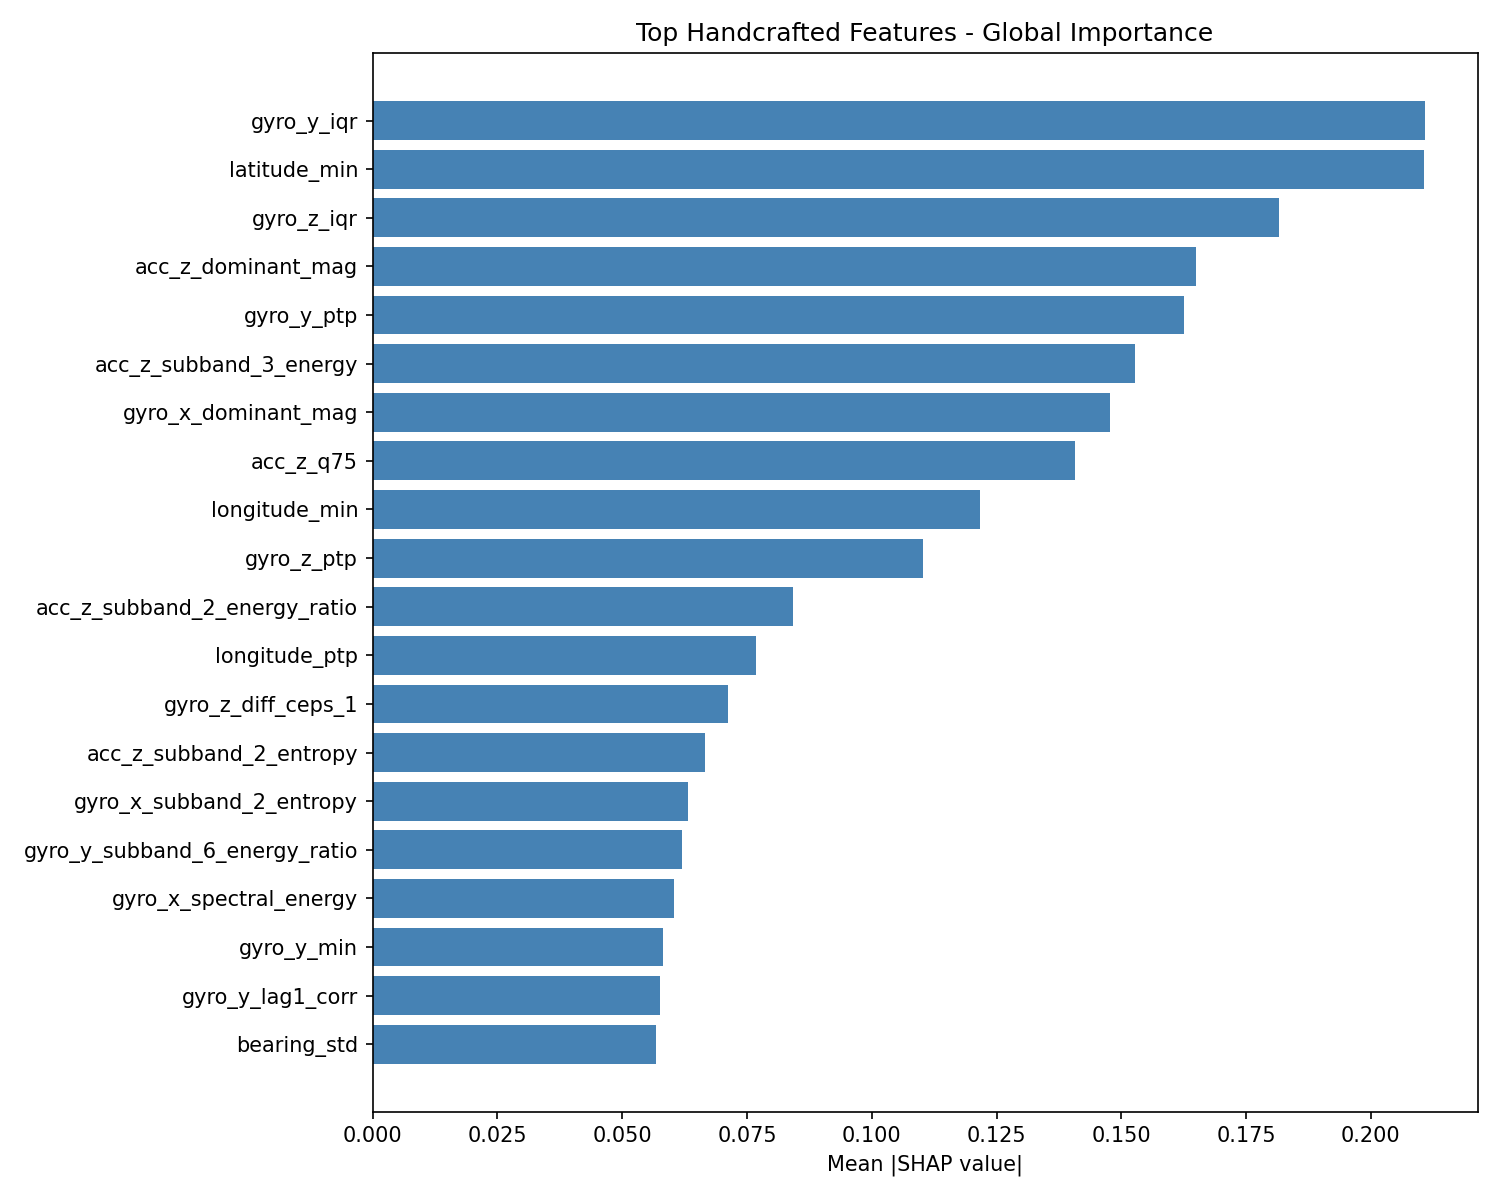 Top Handcrafted Features - Global Importance
gyro_y_iqr
latitude_min
gyro_z_iqr
acc_z_dominant_mag
gyro_y_ptp
acc_z_subband_3_energy
gyro_x_dominant_mag
acc_z_q75
longitude_min
gyro_z_ptp
acc_z_subband_2_energy_ratio
longitude_ptp
gyro_z_diff_ceps_1
acc_z_subband_2_entropy
gyro_x_subband_2_entropy
gyro_y_subband_6_energy_ratio
gyro_x_spectral_energy
gyro_y_min
gyro_y_lag1_corr
bearing_std
0.000 0.025 0.050 0.075 0.100 0.125 0.150 0.175 0.200
Mean |SHAP value|